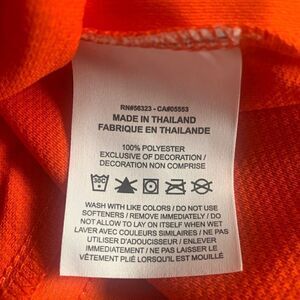 RN#56323 - CA#05553
MADE IN THAILAND
FABRIQUE EN THAILANDE
100% POLYESTER
EXCLUSIVE OF DECORATION /
DECORATION NON COMPRISE
WASH WITH LIKE COLORS / DO NOT USE
SOFTENERS / REMOVE IMMEDIATELY / DO
NOT ALLOW TO LAY ON ITSELF WHEN WET
LAVER AVEC COULEURS SIMILAIRES / NE PAS
UTILISER D'ADOUCISSEUR / ENLEVER
IMMEDIATEMENT / NE PAS LAISSER LE
VÊTEMENT PLIÉ LORSQU'IL EST MOUILLÉ